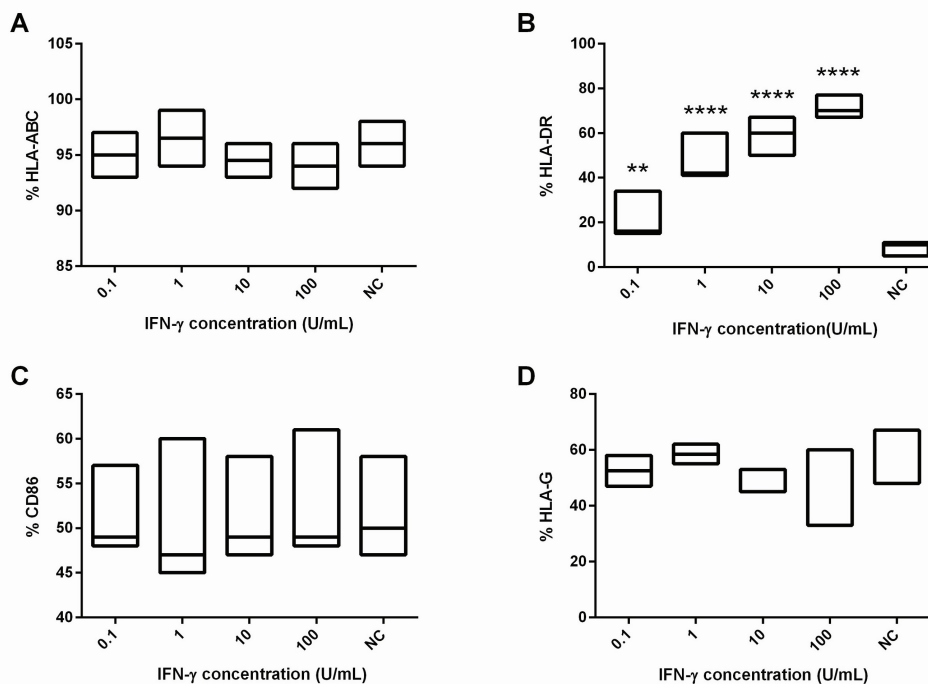 A
105
100
95
90
85
% HLA-ABC
0.1
1
10
100
NC
IFN-γ concentration (U/mL)
B
100
80
60
40
20
0
% HLA-DR
**
****
****
****
0.1
1
10
100
NC
IFN-γ concentration(U/mL)
C
65
60
55
50
45
40
% CD86
0.1
1
10
100
NC
IFN-γ concentration (U/mL)
D
80
60
40
20
0
% HLA-G
0.1
1
10
100
NC
IFN-γ concentration (U/mL)